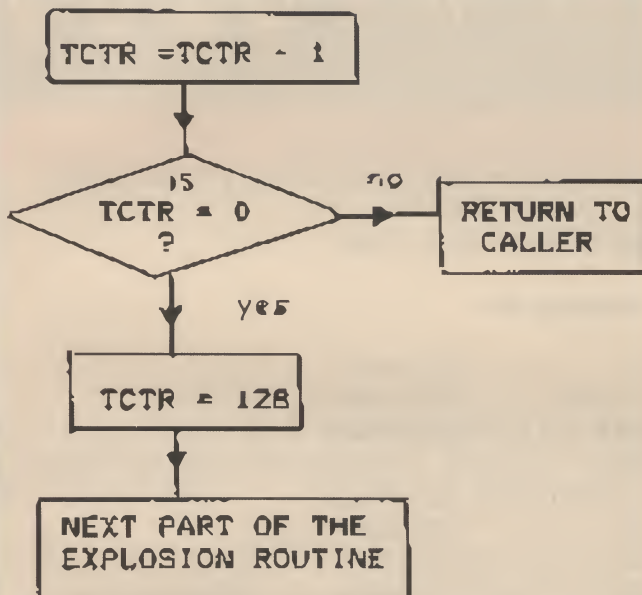 TCTR =TCTR - 1
is
TCTR = 0
?
no
RETURN TO
CALLER
yes
TCTR = 128
NEXT PART OF THE
EXPLOSION ROUTINE